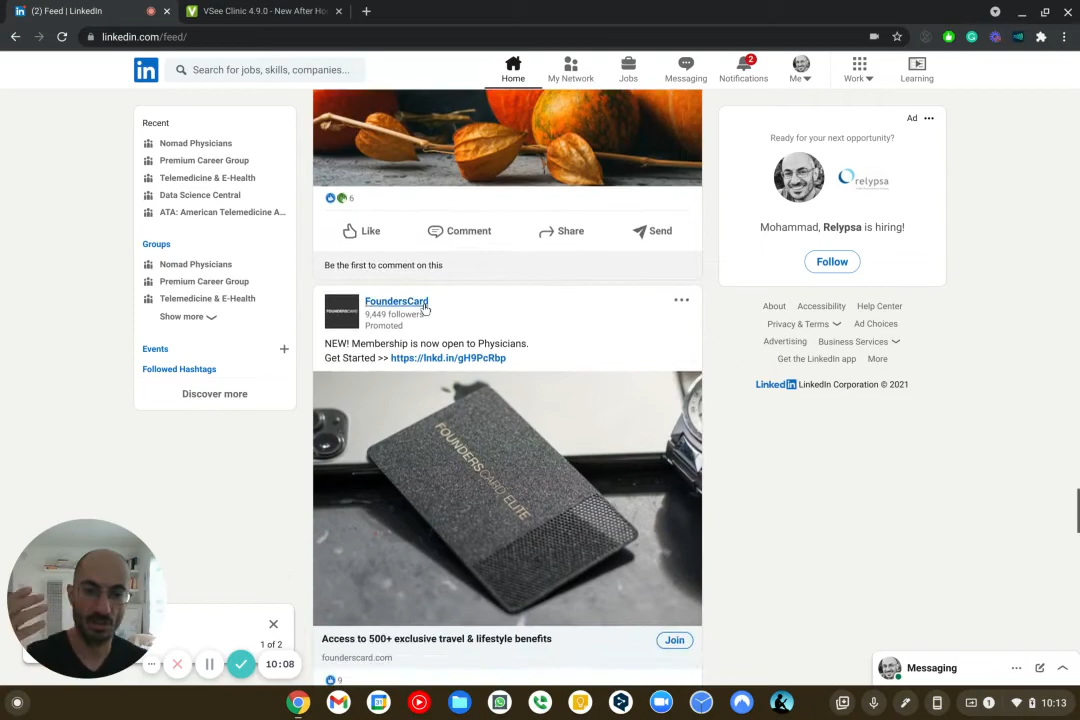 (2) Feed | LinkedIn
VSee Clinic 4.9.0 - New After Ho
linkedin.com/feed/
in
Search for jobs, skills, companies...
Home
My Network
Jobs
Messaging
2
Notifications
Me
Work
Learning
Recent
Nomad Physicians
Premium Career Group
Telemedicine & E-Health
Data Science Central
ATA: American Telemedicine A...
Groups
Nomad Physicians
Premium Career Group
Telemedicine & E-Health
Show more
Events
Followed Hashtags
Discover more
6
Like
Comment
Share
Send
Be the first to comment on this
FOUNDERSCARD
FoundersCard
9,449 followers
Promoted
NEW! Membership is now open to Physicians.
Get Started >> https://lnkd.in/gH9PcRbp
FOUNDERSCARD ELITE
Access to 500+ exclusive travel & lifestyle benefits
founderscard.com
Join
9
Ad
Ready for your next opportunity?
relypsa
Mohammad, Relypsa is hiring!
Follow
About Accessibility Help Center
Privacy & Terms Ad Choices
Advertising Business Services
Get the LinkedIn app More
LinkedIn LinkedIn Corporation © 2021
1 of 2
10:08
Messaging
31
1
10:13